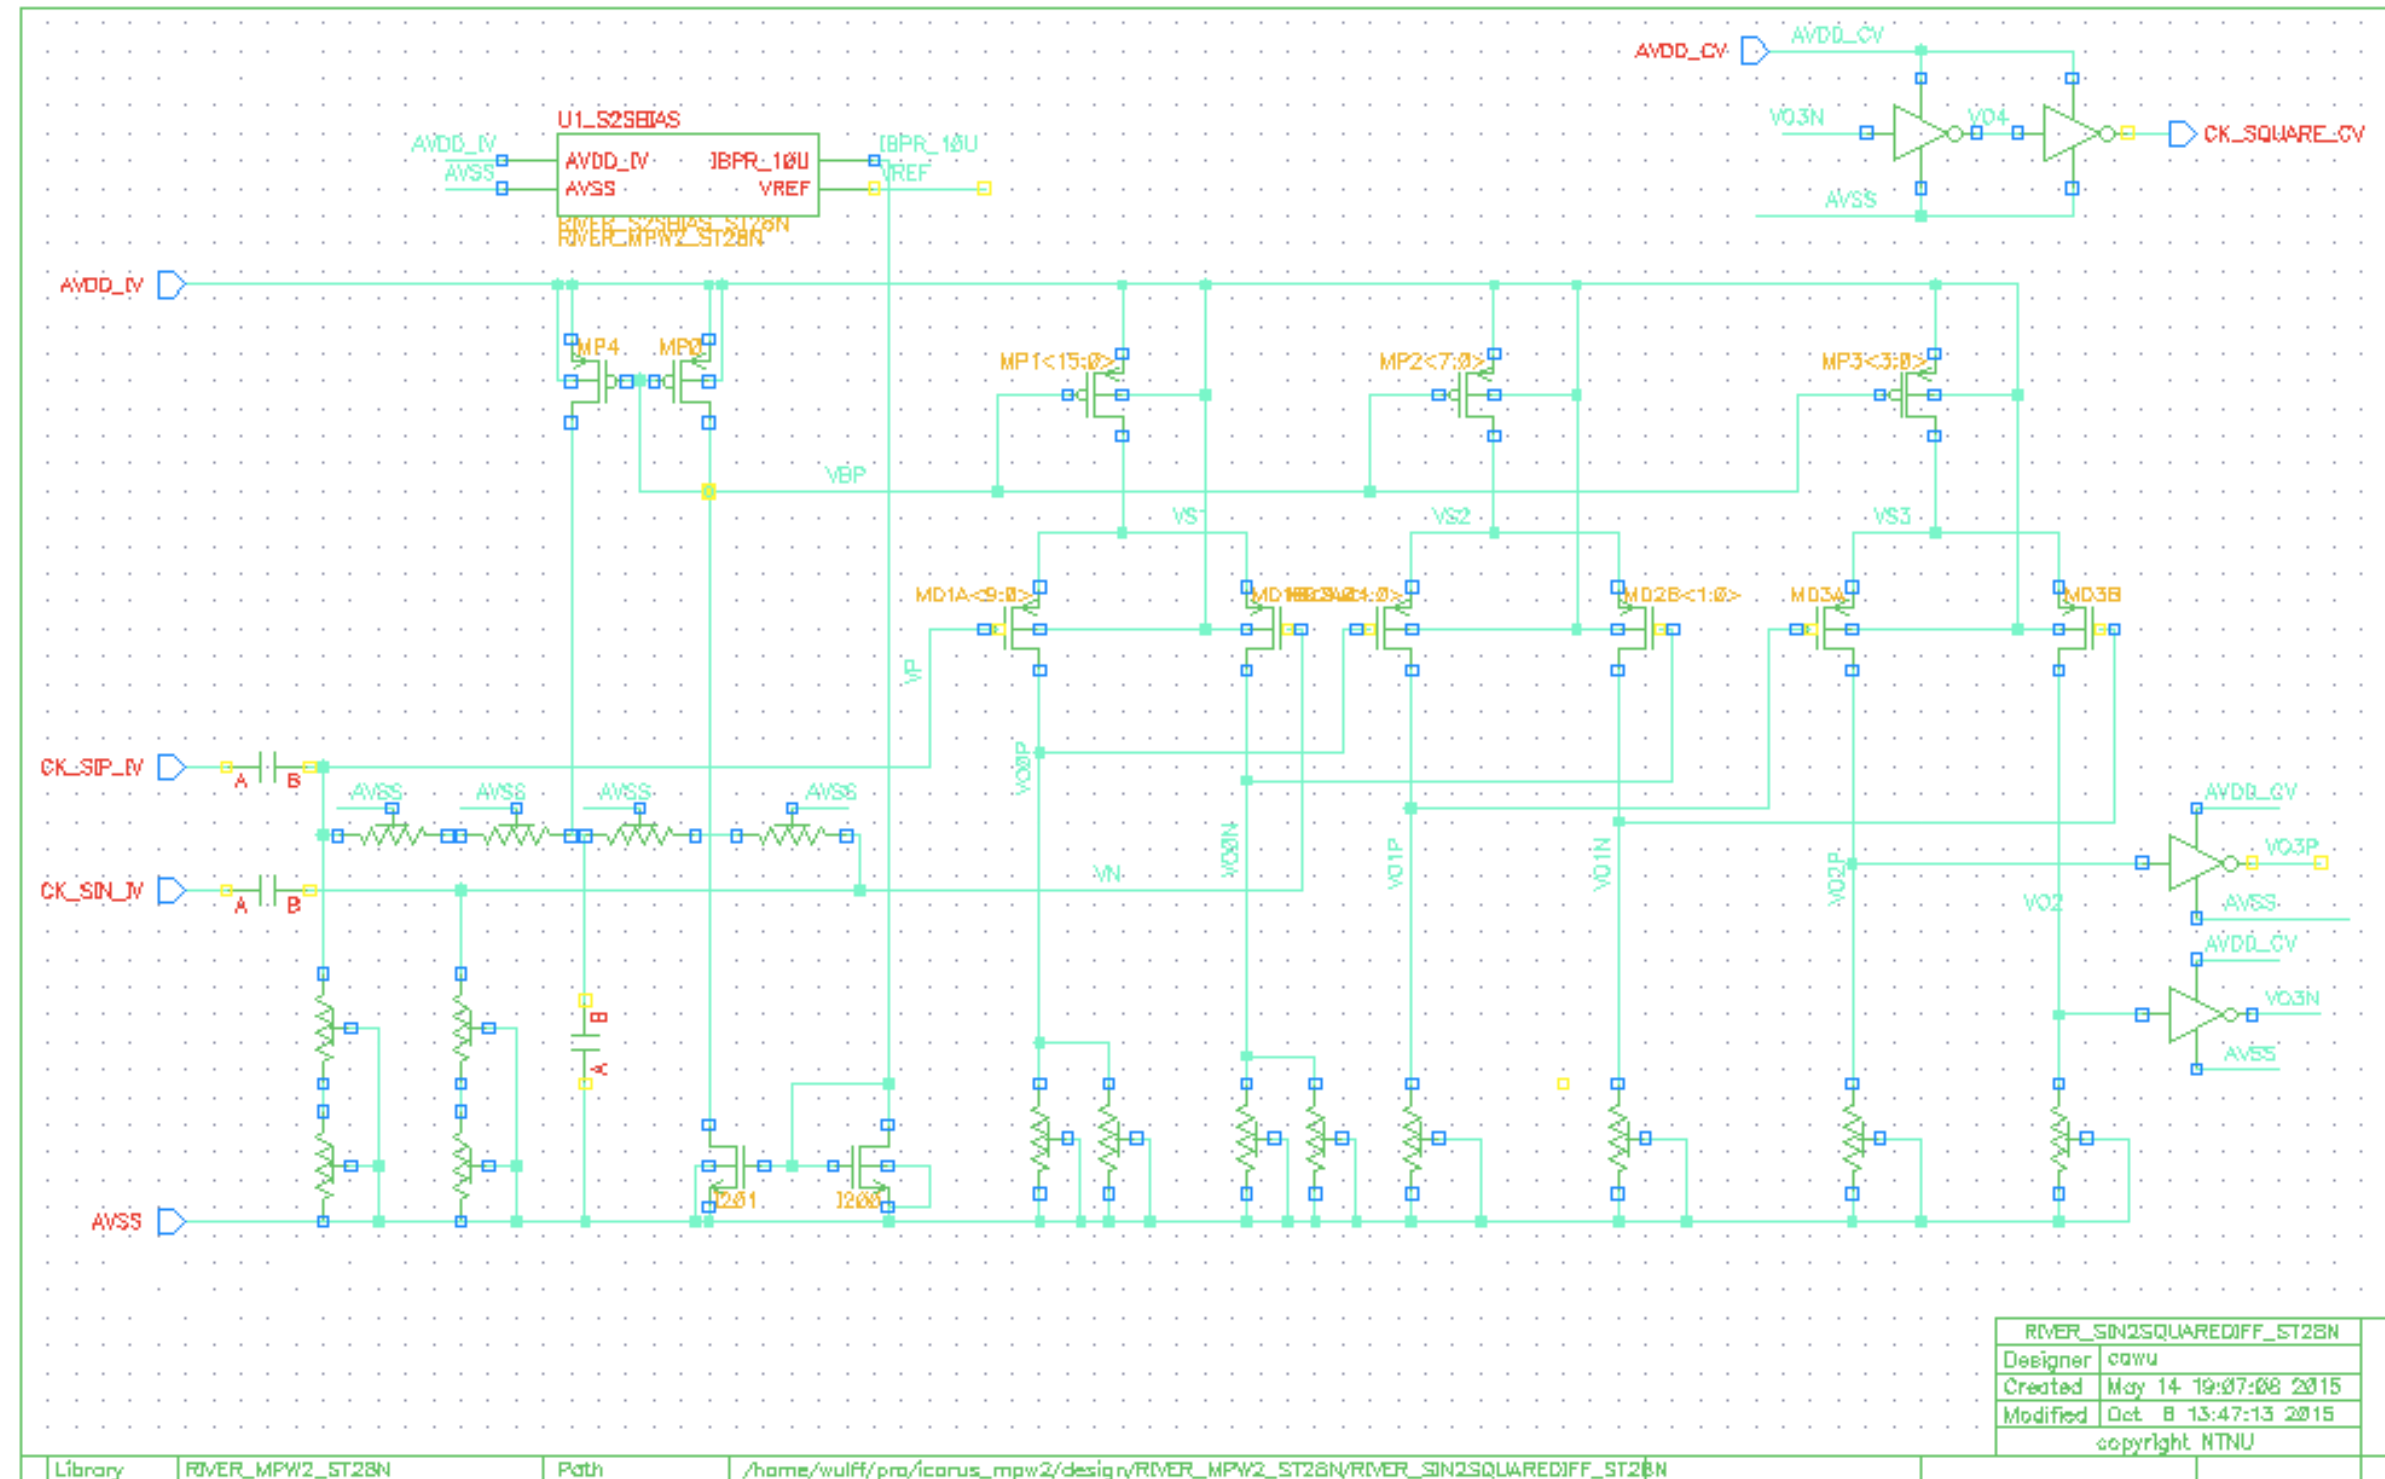 AVDD_CV
AVDD_CV
VO3N
VO4
CK_SQUARE_CV
AVSS
U1_S2SBIAS
AVDD_IV
AVSS
AVDD_IV
AVSS
IBPR_10U
VREF
IBPR_10U
VREF
RIVER_S2SBIAS_ST28N
RIVER_MPW2_ST28N
AVDD_IV
MP4
MP0
MP1<15:0>
MP2<7:0>
MP3<3:0>
VBP
VS1
VS2
VS3
MD1A<9:0>
MD2B<1:0>
MD3A
MD3B
VP
CK_SIP_IV
A
B
AVSS
AVSS
AVSS
AVSS
VO0P
VO0N
VO1P
VO1N
VO2P
VO2
AVDD_CV
VO3P
AVSS
CK_SIN_IV
A
B
VN
AVDD_CV
VO3N
AVSS
B
A
I201
I200
AVSS
RIVER_SIN2SQUAREDIFF_ST28N
Designer cawu
Created May 14 19:07:08 2015
Modified Oct 8 13:47:13 2015
copyright NTNU
Library RIVER_MPW2_ST28N Path /home/wulff/pro/icarus_mpw2/design/RIVER_MPW2_ST28N/RIVER_SIN2SQUAREDIFF_ST28N